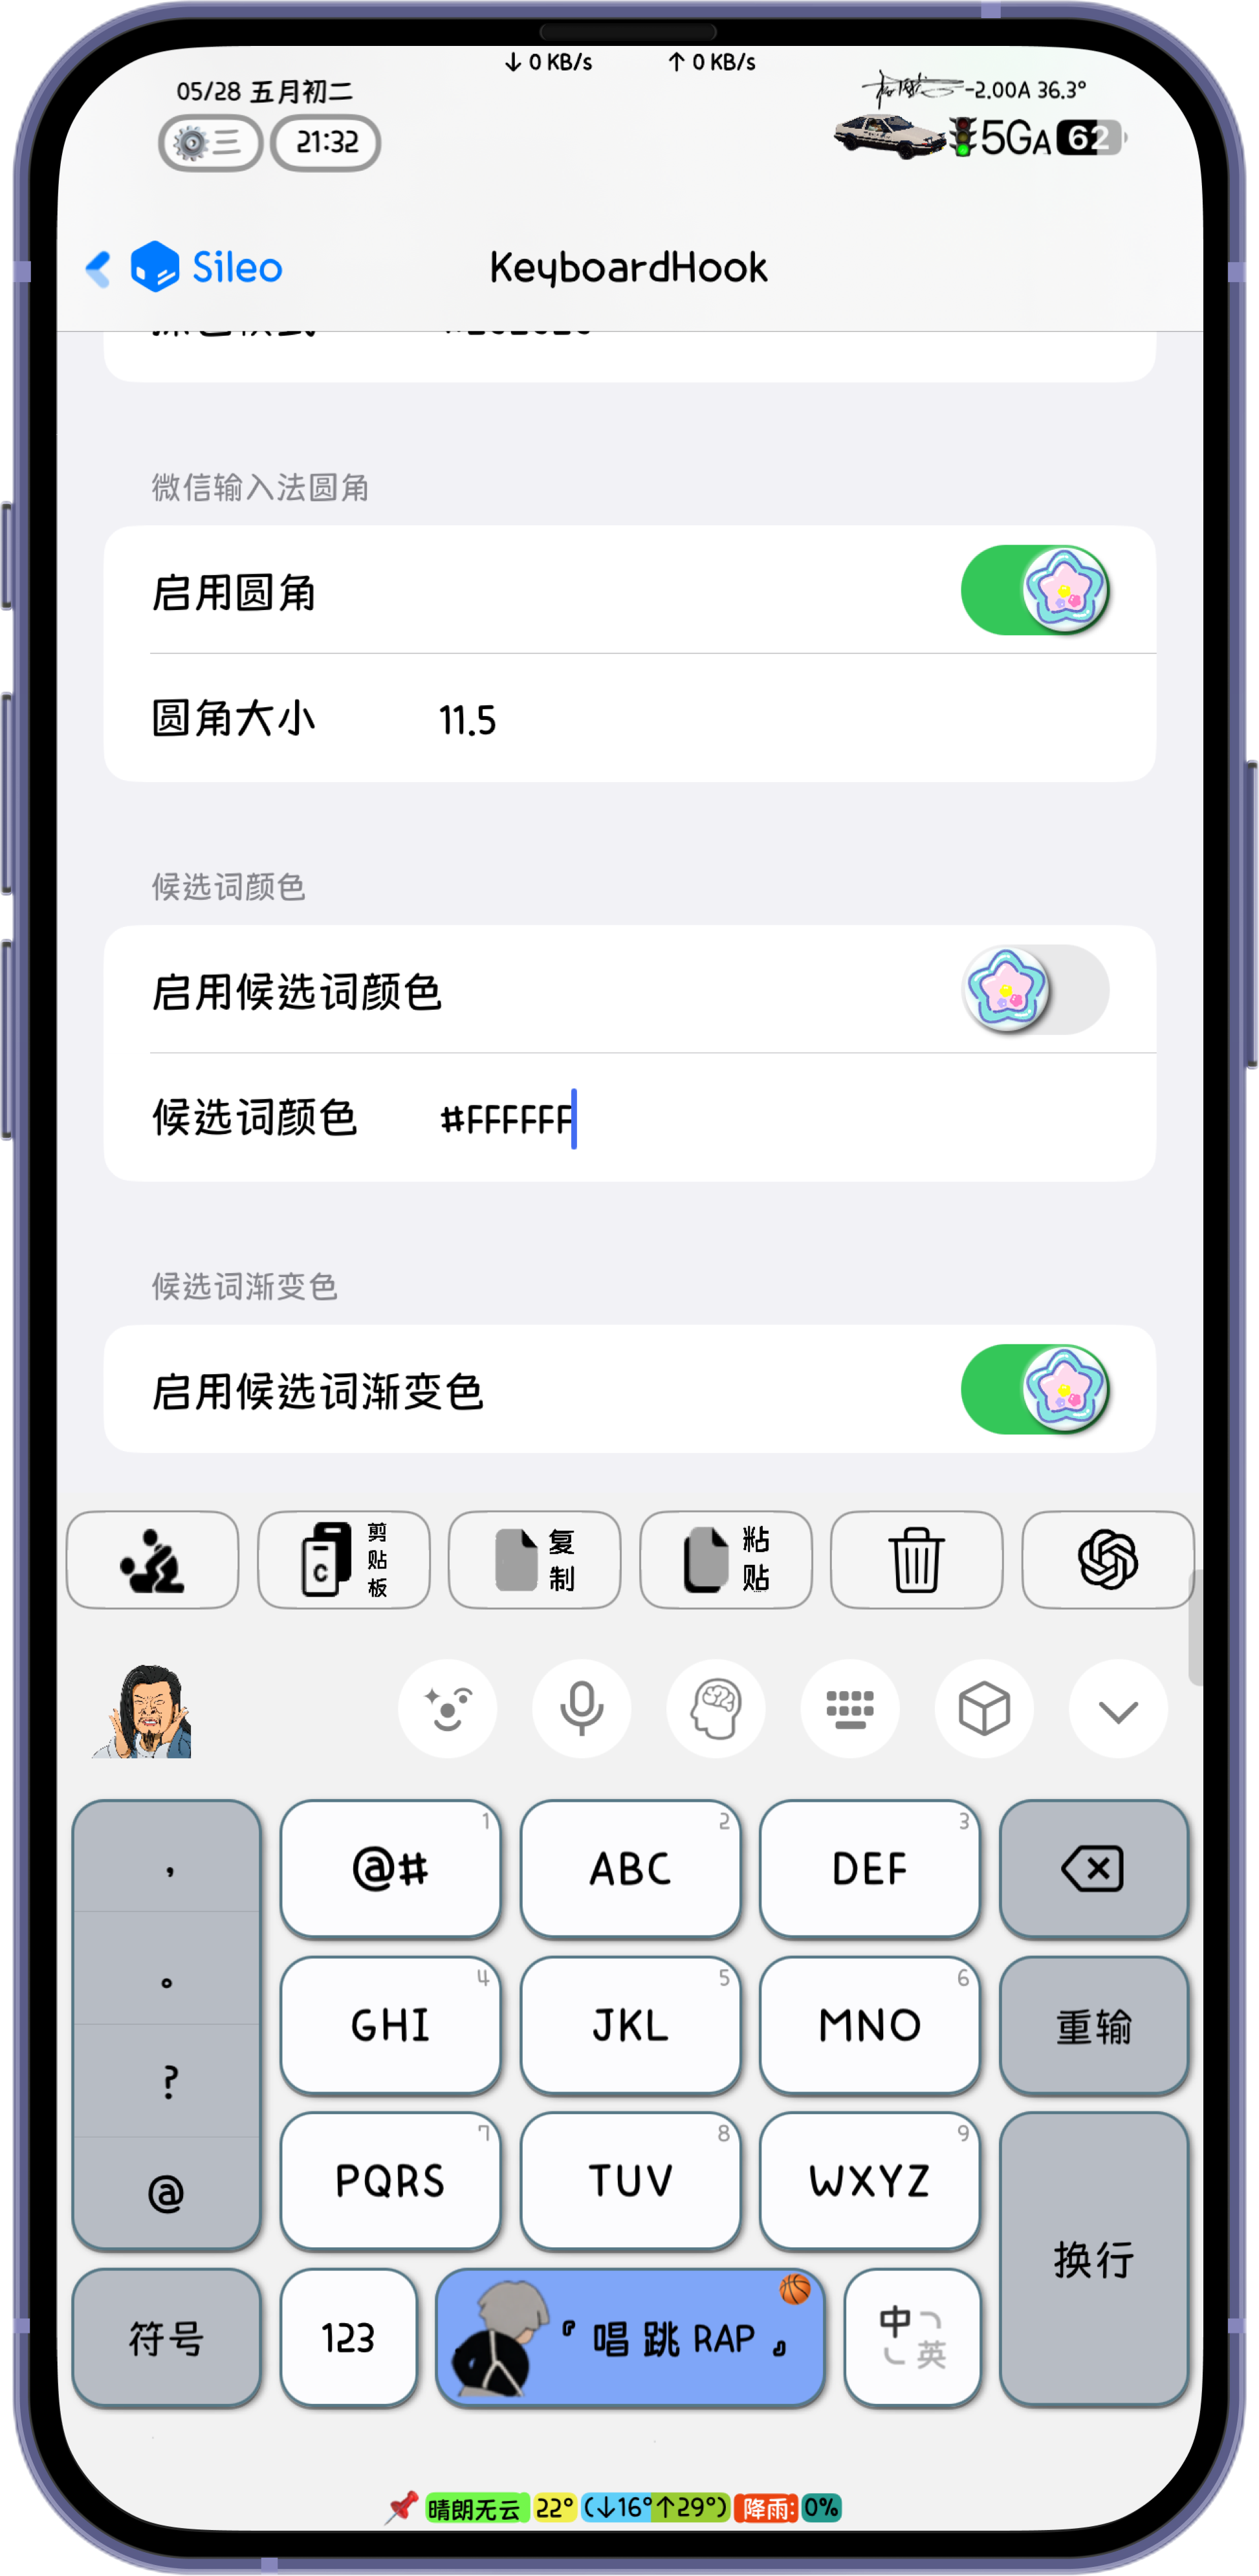 ↓ 0 KB/s ↑ 0 KB/s
05/28 五月初二
-2.00A 36.3°
三 21:32
5GA 62
Sileo
KeyboardHook
微信输入法圆角
启用圆角
圆角大小 11.5
候选词颜色
启用候选词颜色
候选词颜色 #FFFFFF
候选词渐变色
启用候选词渐变色
C 剪贴板 复制 粘贴
, @# 1 ABC 2 DEF 3
。 GHI 4 JKL 5 MNO 6 重输
? PQRS 7 TUV 8 WXYZ 9
@
换行
符号 123 『 唱 跳 RAP 』 中 英
晴朗无云 22° (↓16°↑29°) 降雨: 0%